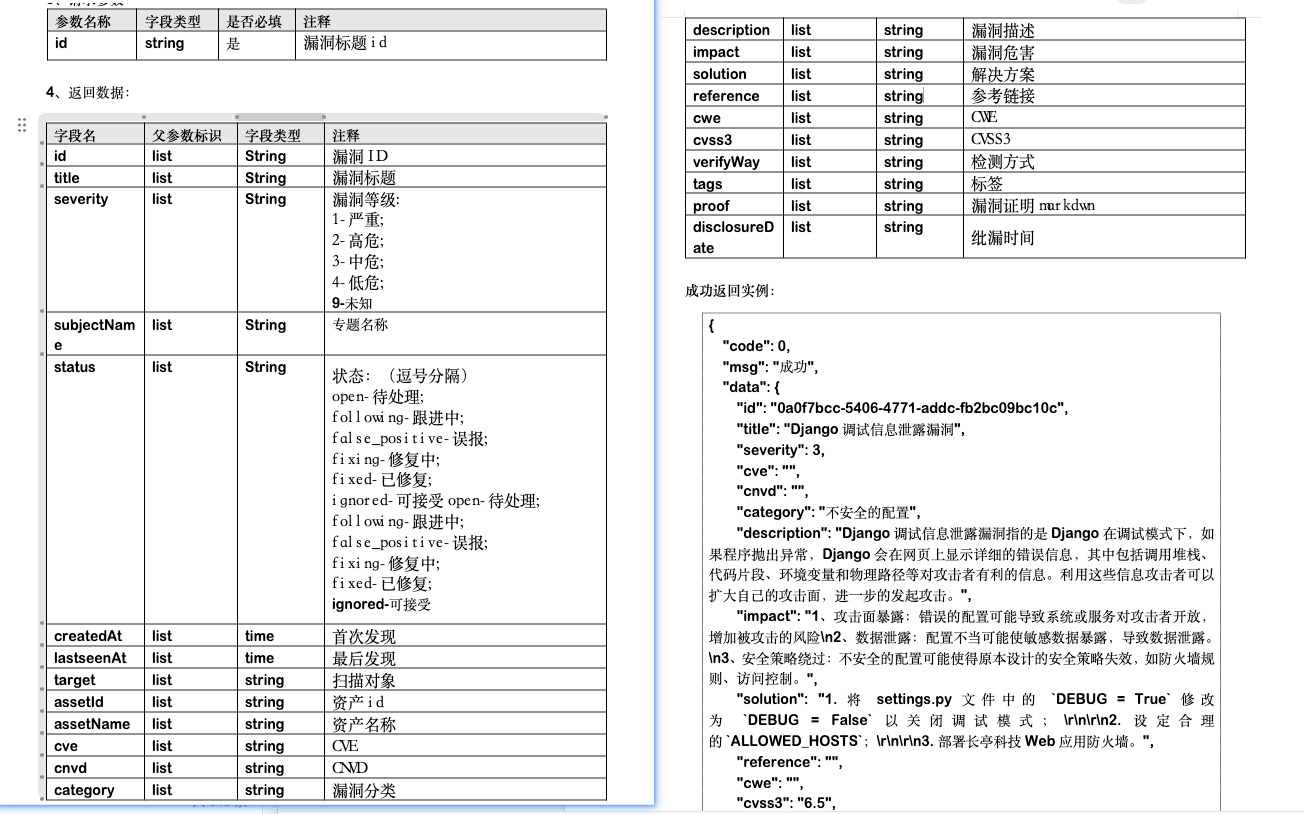 参数名称 字段类型 是否必填 注释
id string 是 漏洞标题 id
4、返回数据：
字段名 父参数标识 字段类型 注释
id list String 漏洞 ID
title list String 漏洞标题
severity list String 漏洞等级:
1-严重;
2-高危;
3-中危;
4-低危;
9-未知
subjectNam list String 专题名称
e
status list String
状态：（逗号分隔）
open-待处理;
following-跟进中;
false_positive-误报;
fixing-修复中;
fixed-已修复;
ignored-可接受 open-待处理;
following-跟进中;
false_positive-误报;
fixing-修复中;
fixed-已修复;
ignored-可接受
createdAt list time 首次发现
lastseenAt list time 最后发现
target list string 扫描对象
assetId list string 资产 id
assetName list string 资产名称
cve list string CVE
cnvd list string CNVD
category list string 漏洞分类
description list string 漏洞描述
impact list string 漏洞危害
solution list string 解决方案
reference list string 参考链接
cwe list string CWE
cvss3 list string CVSS3
verifyWay list string 检测方式
tags list string 标签
proof list string 漏洞证明 markdwn
disclosureD list string 纰漏时间
ate
成功返回实例：
{
"code": 0,
"msg": "成功",
"data": {
"id": "0a0f7bcc-5406-4771-addc-fb2bc09bc10c",
"title": "Django 调试信息泄露漏洞",
"severity": 3,
"cve": "",
"cnvd": "",
"category": "不安全的配置",
"description": "Django 调试信息泄露漏洞指的是 Django 在调试模式下，如
果程序抛出异常，Django 会在网页上显示详细的错误信息，其中包括调用堆栈、
代码片段、环境变量和物理路径等对攻击者有利的信息。利用这些信息攻击者可以
扩大自己的攻击面，进一步的发起攻击。",
"impact": "1、攻击面暴露：错误的配置可能导致系统或服务对攻击者开放，
增加被攻击的风险\n2、数据泄露：配置不当可能使敏感数据暴露，导致数据泄露。
\n3、安全策略绕过：不安全的配置可能使得原本设计的安全策略失效，如防火墙规
则、访问控制。",
"solution": "1. 将 settings.py 文件中的 `DEBUG = True` 修改
为 `DEBUG = False` 以关闭调试模式；\r\n\r\n2. 设定合理
的 `ALLOWED_HOSTS`；\r\n\r\n3. 部署长亭科技 Web 应用防火墙。",
"reference": "",
"cwe": "",
"cvss3": "6.5",